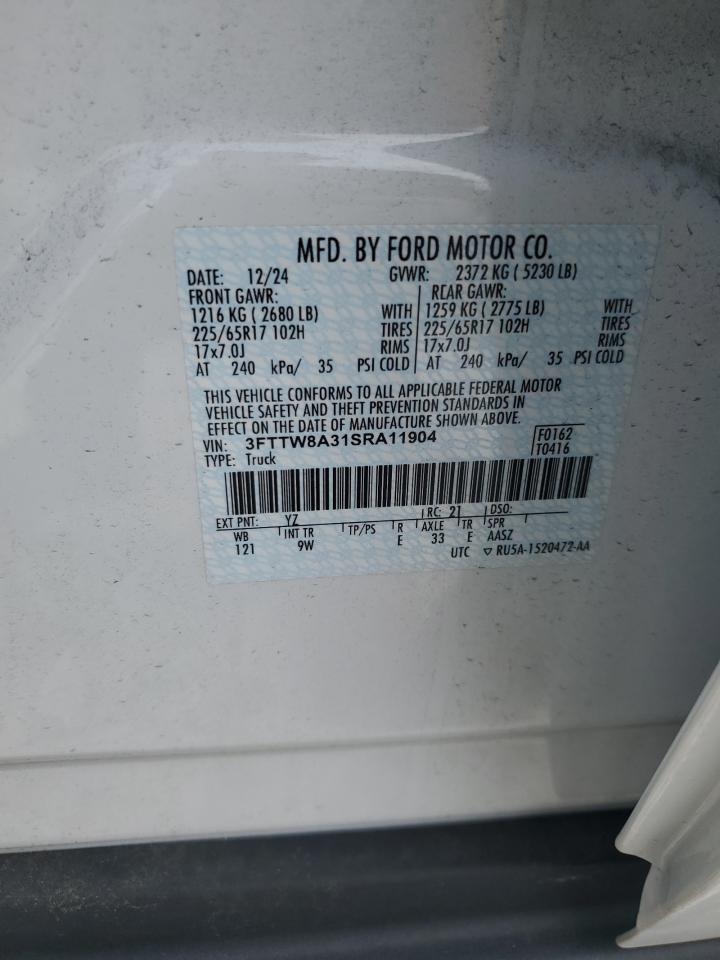 MFD. BY FORD MOTOR CO.
DATE: 12/24 GVWR: 2372 KG ( 5230 LB)
FRONT GAWR: REAR GAWR:
1216 KG ( 2680 LB) WITH 1259 KG ( 2775 LB) WITH
225/65R17 102H TIRES 225/65R17 102H TIRES
17x7.0J RIMS 17x7.0J RIMS
AT 240 kPa/ 35 PSI COLD AT 240 kPa/ 35 PSI COLD
THIS VEHICLE CONFORMS TO ALL APPLICABLE FEDERAL MOTOR
VEHICLE SAFETY AND THEFT PREVENTION STANDARDS IN
EFFECT ON THE DATE OF MANUFACTURE SHOWN ABOVE.
VIN: 3FTTW8A31SRA11904 F0162
TYPE: Truck T0416
EXT PNT: YZ RC: 21 DSO:
WB INT TR TP/PS R AXLE TR SPR
121 9W E 33 E AASZ
UTC ▽ RU5A-1520472-AA